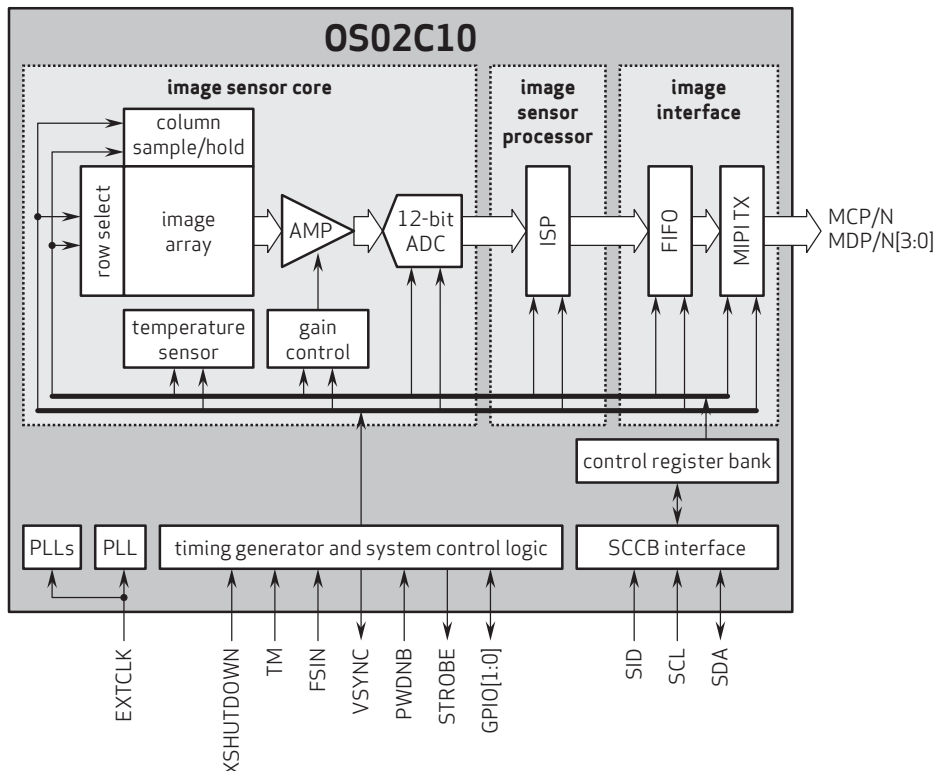 OS02C10
image sensor core
image
sensor
processor
image
interface
column
sample/hold
row select
image
array
AMP
12-bit
ADC
ISP
FIFO
MIPI TX
MCP/N
MDP/N[3:0]
temperature
sensor
gain
control
control register bank
PLLs
PLL
timing generator and system control logic
SCCB interface
EXTCLK
XSHUTDOWN
TM
FSIN
VSYNC
PWDNB
STROBE
GPIO[1:0]
SID
SCL
SDA